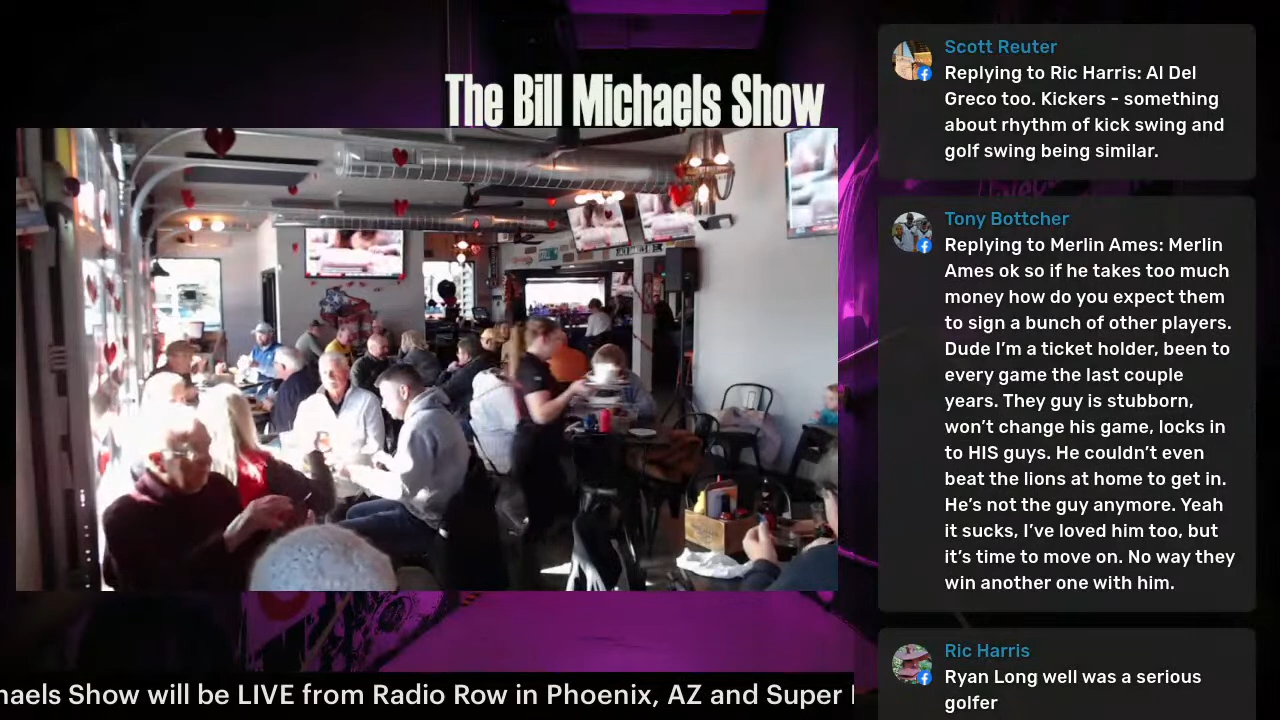 The Bill Michaels Show
Scott Reuter
Replying to Ric Harris: Al Del
Greco too. Kickers - something
about rhythm of kick swing and
golf swing being similar.
Tony Bottcher
Replying to Merlin Ames: Merlin
Ames ok so if he takes too much
money how do you expect them
to sign a bunch of other players.
Dude I'm a ticket holder, been to
every game the last couple
years. They guy is stubborn,
won't change his game, locks in
to HIS guys. He couldn't even
beat the lions at home to get in.
He's not the guy anymore. Yeah
it sucks, I've loved him too, but
it's time to move on. No way they
win another one with him.
Ric Harris
Ryan Long well was a serious
golfer
haels Show will be LIVE from Radio Row in Phoenix, AZ and Super